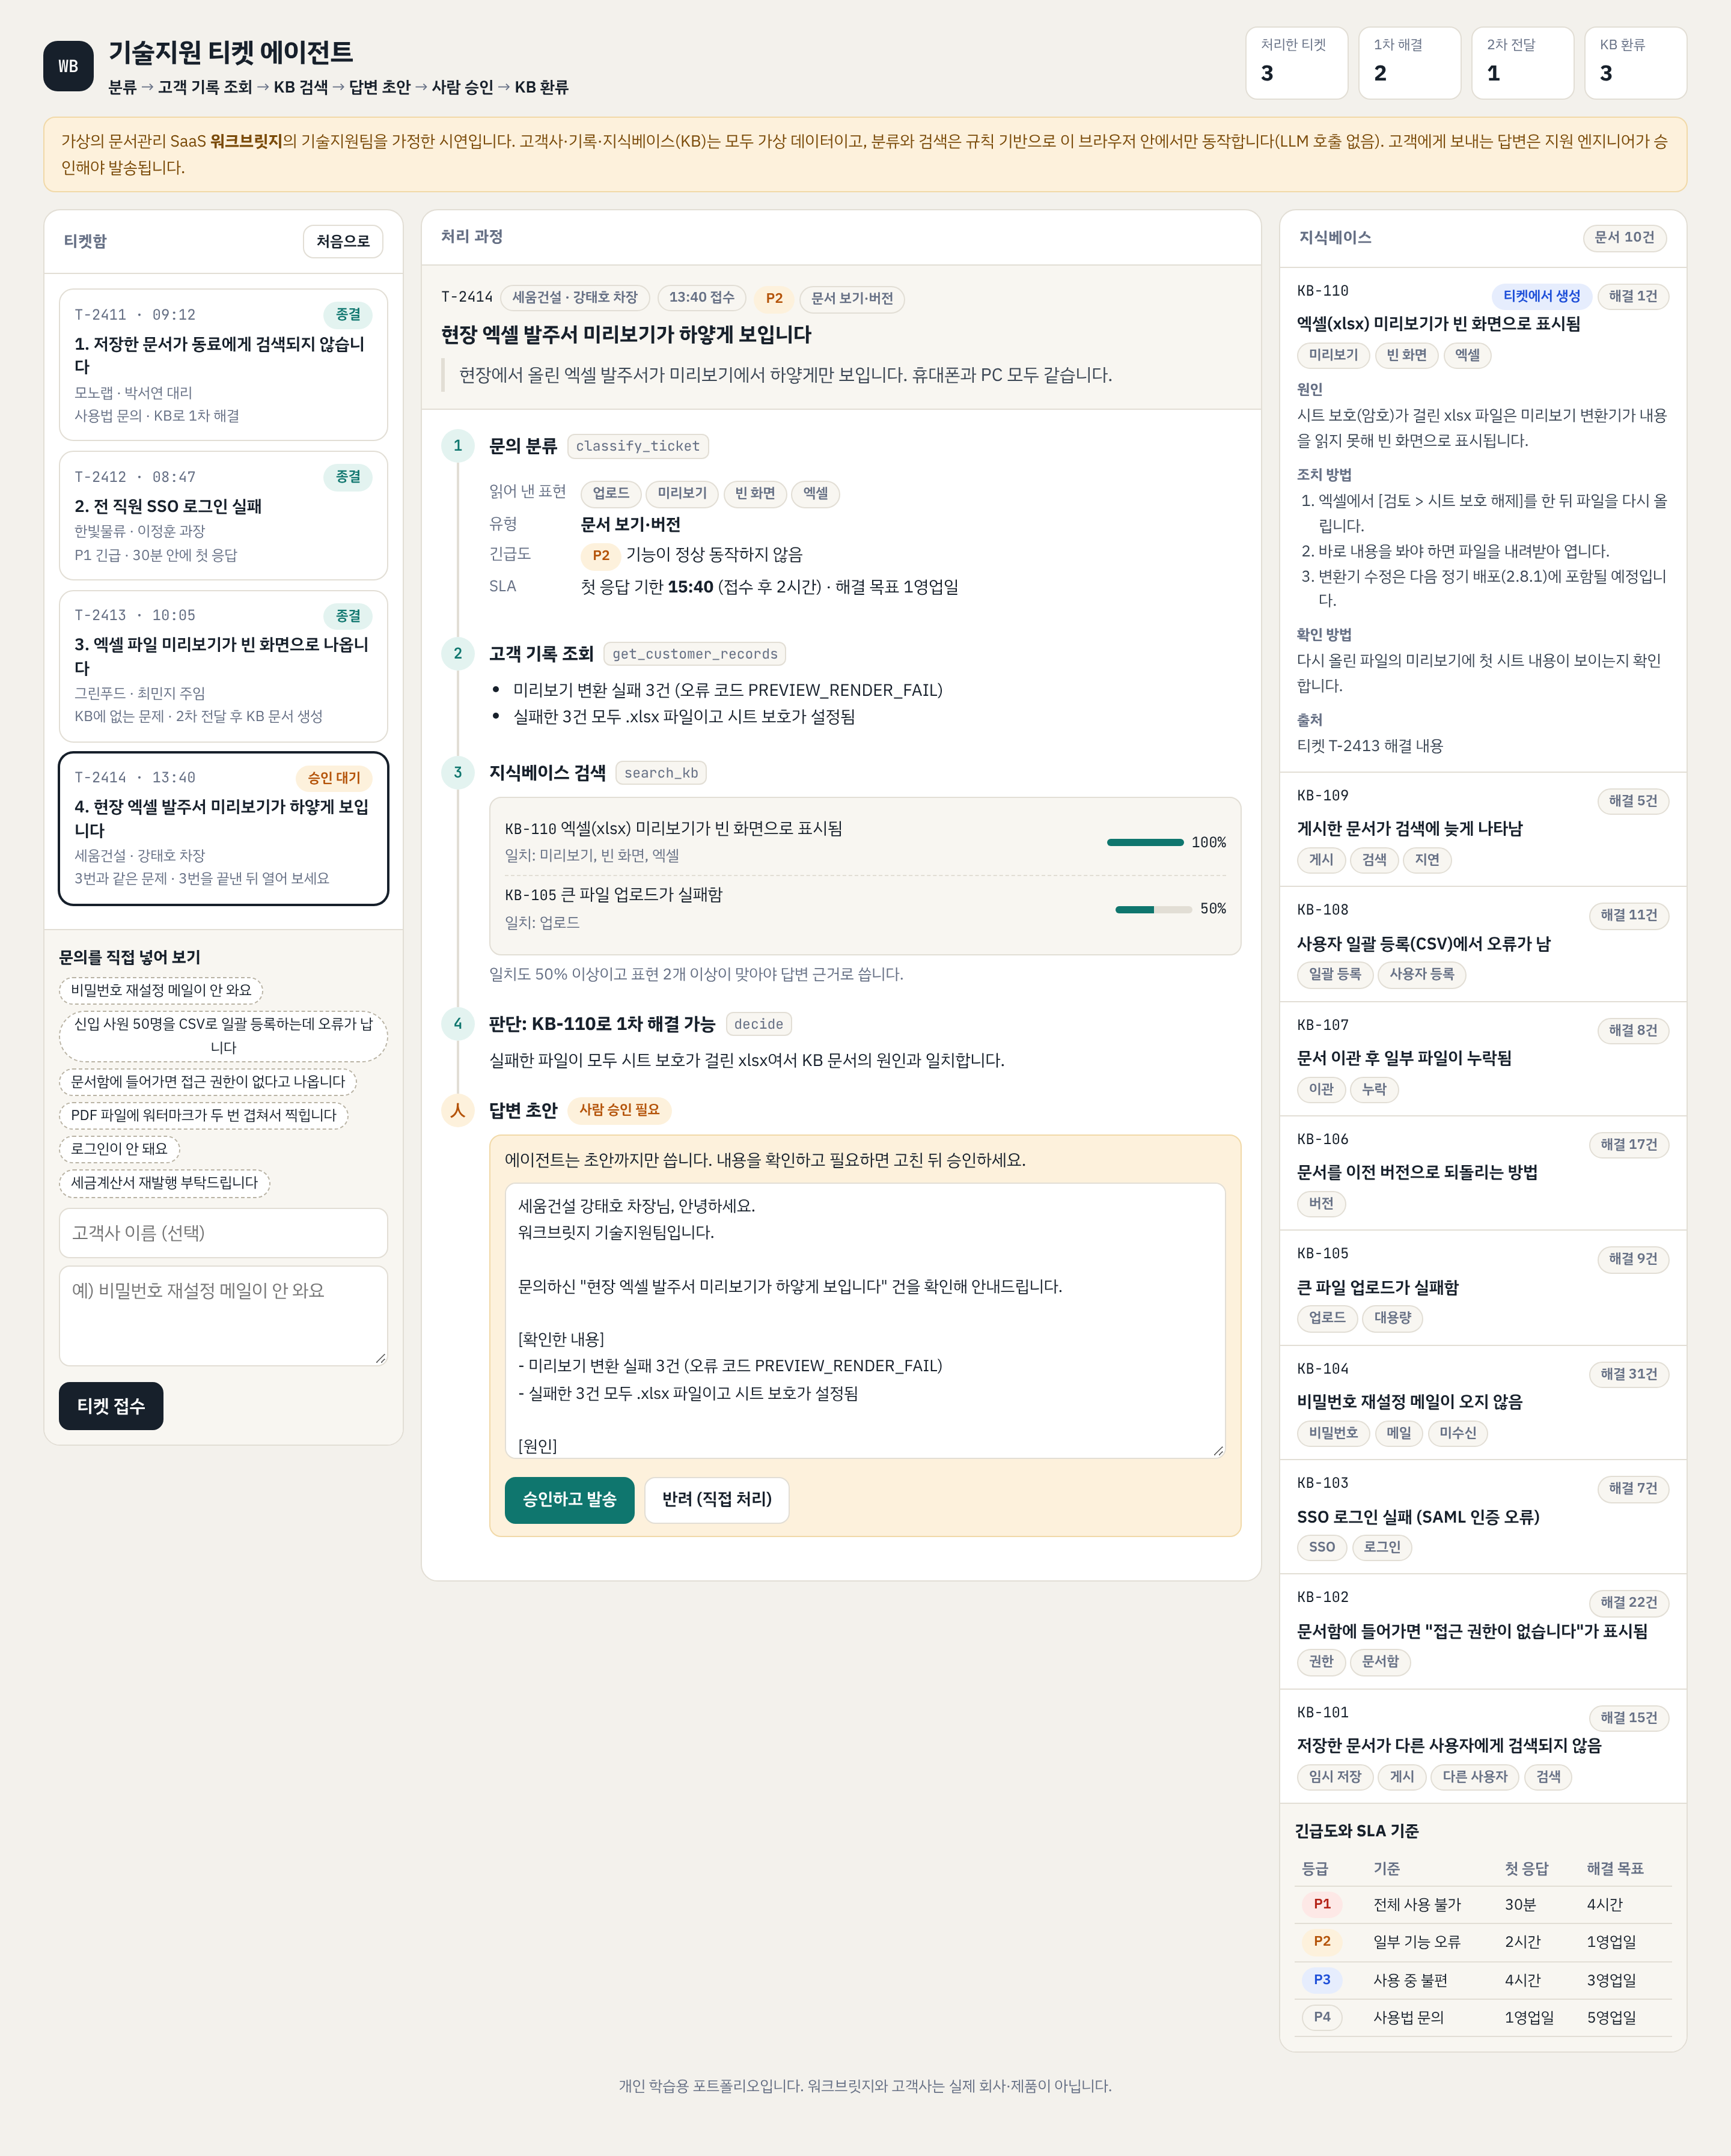 WB
기술지원 티켓 에이전트
분류 → 고객 기록 조회 → KB 검색 → 답변 초안 → 사람 승인 → KB 환류
처리한 티켓
3
1차 해결
2
2차 전달
1
KB 환류
3
가상의 문서관리 SaaS 워크브릿지의 기술지원팀을 가정한 시연입니다. 고객사·기록·지식베이스(KB)는 모두 가상 데이터이고, 분류와 검색은 규칙 기반으로 이 브라우저 안에서만 동작합니다(LLM 호출 없음). 고객에게 보내는 답변은 지원 엔지니어가 승
인해야 발송됩니다.
티켓함
처음으로
T-2411 · 09:12
종결
1. 저장한 문서가 동료에게 검색되지 않습니
다
모노랩 · 박서연 대리
사용법 문의 · KB로 1차 해결
T-2412 · 08:47
종결
2. 전 직원 SSO 로그인 실패
한빛물류 · 이정훈 과장
P1 긴급 · 30분 안에 첫 응답
T-2413 · 10:05
종결
3. 엑셀 파일 미리보기가 빈 화면으로 나옵니
다
그린푸드 · 최민지 주임
KB에 없는 문제 · 2차 전달 후 KB 문서 생성
T-2414 · 13:40
승인 대기
4. 현장 엑셀 발주서 미리보기가 하얗게 보입
니다
세움건설 · 강태호 차장
3번과 같은 문제 · 3번을 끝낸 뒤 열어 보세요
문의를 직접 넣어 보기
비밀번호 재설정 메일이 안 와요
신입 사원 50명을 CSV로 일괄 등록하는데 오류가 납
니다
문서함에 들어가면 접근 권한이 없다고 나옵니다
PDF 파일에 워터마크가 두 번 겹쳐서 찍힙니다
로그인이 안 돼요
세금계산서 재발행 부탁드립니다
고객사 이름 (선택)
예) 비밀번호 재설정 메일이 안 와요
티켓 접수
처리 과정
T-2414
세움건설 · 강태호 차장
13:40 접수
P2
문서 보기·버전
현장 엑셀 발주서 미리보기가 하얗게 보입니다
현장에서 올린 엑셀 발주서가 미리보기에서 하얗게만 보입니다. 휴대폰과 PC 모두 같습니다.
1
문의 분류
classify_ticket
읽어 낸 표현
업로드
미리보기
빈 화면
엑셀
유형
문서 보기·버전
긴급도
P2 기능이 정상 동작하지 않음
SLA
첫 응답 기한 15:40 (접수 후 2시간) · 해결 목표 1영업일
2
고객 기록 조회
get_customer_records
• 미리보기 변환 실패 3건 (오류 코드 PREVIEW_RENDER_FAIL)
• 실패한 3건 모두 .xlsx 파일이고 시트 보호가 설정됨
3
지식베이스 검색
search_kb
KB-110 엑셀(xlsx) 미리보기가 빈 화면으로 표시됨
일치: 미리보기, 빈 화면, 엑셀
100%
KB-105 큰 파일 업로드가 실패함
일치: 업로드
50%
일치도 50% 이상이고 표현 2개 이상이 맞아야 답변 근거로 씁니다.
4
판단: KB-110로 1차 해결 가능
decide
실패한 파일이 모두 시트 보호가 걸린 xlsx여서 KB 문서의 원인과 일치합니다.
人
답변 초안
사람 승인 필요
에이전트는 초안까지만 씁니다. 내용을 확인하고 필요하면 고친 뒤 승인하세요.
세움건설 강태호 차장님, 안녕하세요.
워크브릿지 기술지원팀입니다.
문의하신 "현장 엑셀 발주서 미리보기가 하얗게 보입니다" 건을 확인해 안내드립니다.
[확인한 내용]
- 미리보기 변환 실패 3건 (오류 코드 PREVIEW_RENDER_FAIL)
- 실패한 3건 모두 .xlsx 파일이고 시트 보호가 설정됨
[원인]
승인하고 발송
반려 (직접 처리)
지식베이스
문서 10건
KB-110
티켓에서 생성
해결 1건
엑셀(xlsx) 미리보기가 빈 화면으로 표시됨
미리보기
빈 화면
엑셀
원인
시트 보호(암호)가 걸린 xlsx 파일은 미리보기 변환기가 내용
을 읽지 못해 빈 화면으로 표시됩니다.
조치 방법
1. 엑셀에서 [검토 > 시트 보호 해제]를 한 뒤 파일을 다시 올
립니다.
2. 바로 내용을 봐야 하면 파일을 내려받아 엽니다.
3. 변환기 수정은 다음 정기 배포(2.8.1)에 포함될 예정입니
다.
확인 방법
다시 올린 파일의 미리보기에 첫 시트 내용이 보이는지 확인
합니다.
출처
티켓 T-2413 해결 내용
KB-109
해결 5건
게시한 문서가 검색에 늦게 나타남
게시
검색
지연
KB-108
해결 11건
사용자 일괄 등록(CSV)에서 오류가 남
일괄 등록
사용자 등록
KB-107
해결 8건
문서 이관 후 일부 파일이 누락됨
이관
누락
KB-106
해결 17건
문서를 이전 버전으로 되돌리는 방법
버전
KB-105
해결 9건
큰 파일 업로드가 실패함
업로드
대용량
KB-104
해결 31건
비밀번호 재설정 메일이 오지 않음
비밀번호
메일
미수신
KB-103
해결 7건
SSO 로그인 실패 (SAML 인증 오류)
SSO
로그인
KB-102
해결 22건
문서함에 들어가면 "접근 권한이 없습니다"가 표시됨
권한
문서함
KB-101
해결 15건
저장한 문서가 다른 사용자에게 검색되지 않음
임시 저장
게시
다른 사용자
검색
긴급도와 SLA 기준
등급 기준 첫 응답 해결 목표
P1 전체 사용 불가 30분 4시간
P2 일부 기능 오류 2시간 1영업일
P3 사용 중 불편 4시간 3영업일
P4 사용법 문의 1영업일 5영업일
개인 학습용 포트폴리오입니다. 워크브릿지와 고객사는 실제 회사·제품이 아닙니다.